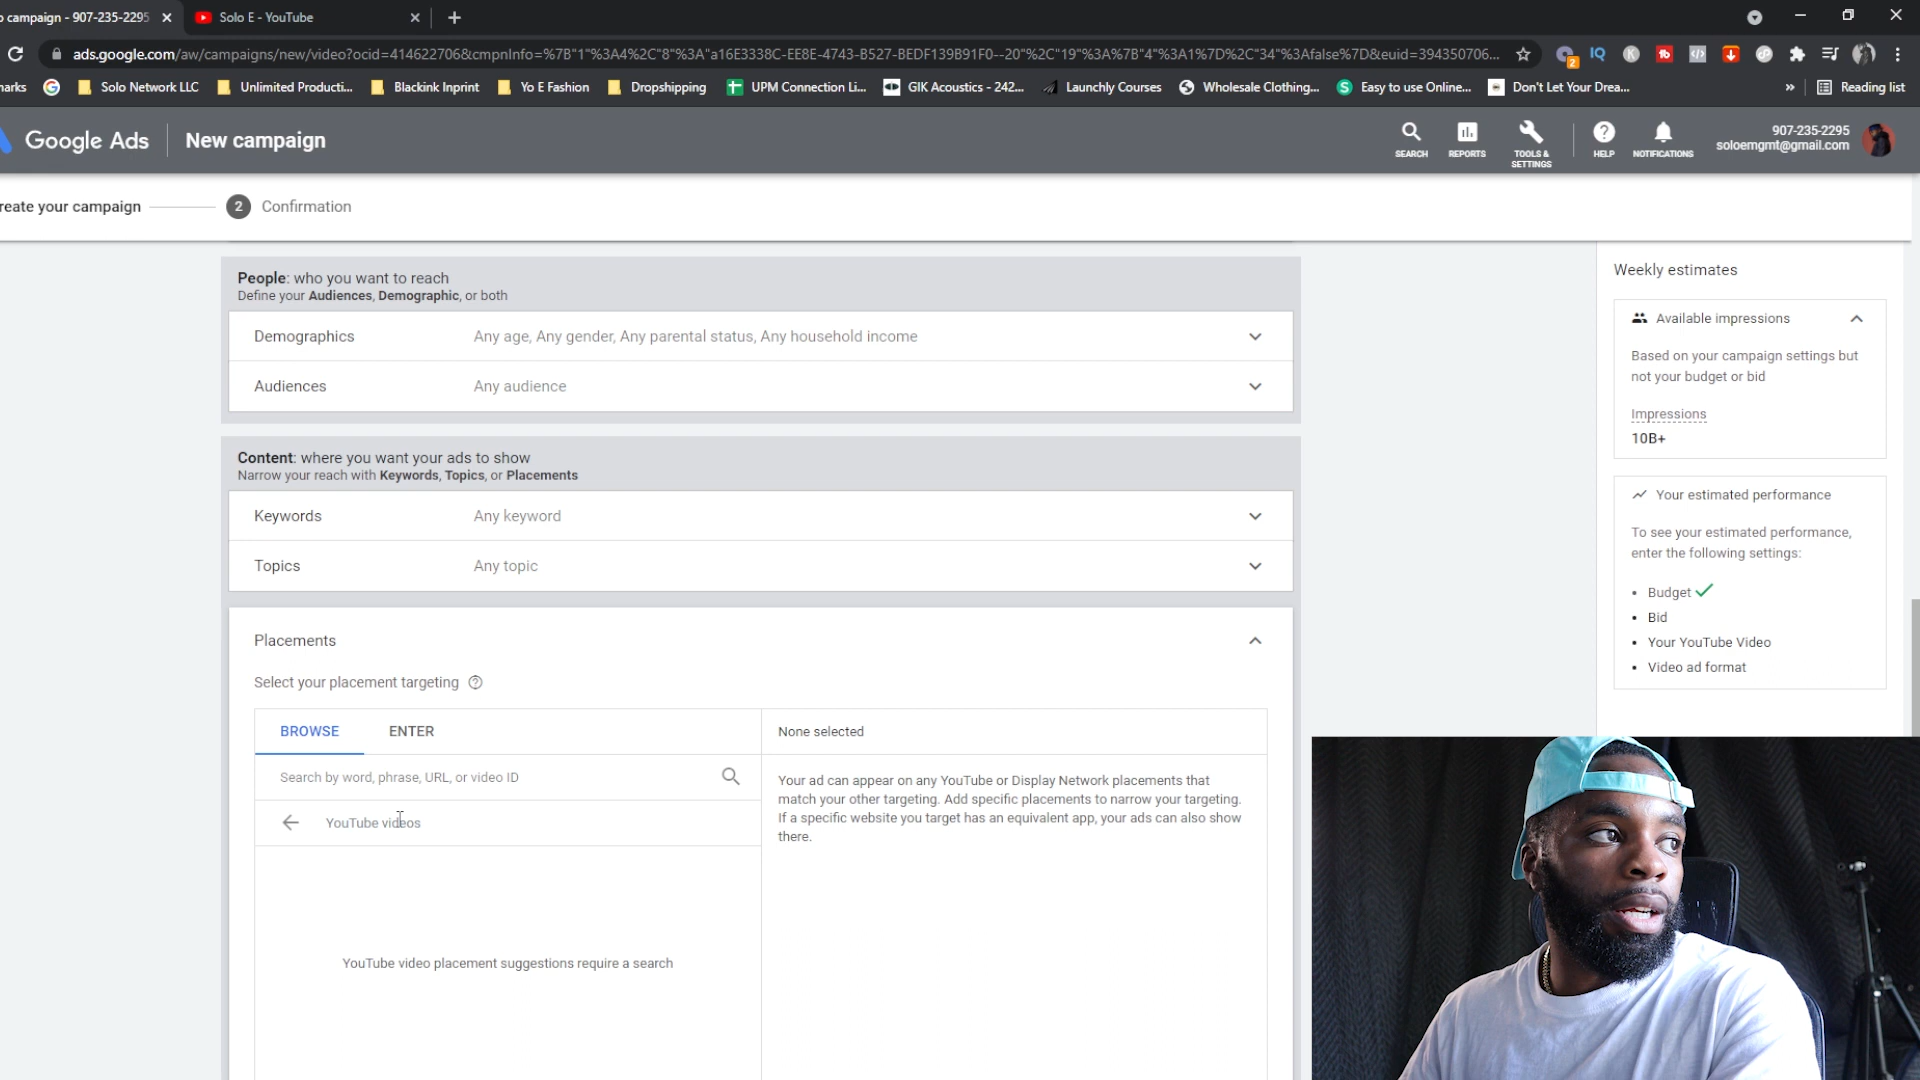 o campaign - 907-235-2295
Solo E - YouTube
ads.google.com/aw/campaigns/new/video?ocid=414622706&cmpnInfo=%7B"1"%3A4%2C"8"%3A"a16E3338C-EE8E-4743-B527-BEDF139B91F0--20"%2C"19"%3A%7B"4"%3A1%7D%2C"34"%3Afalse%7D&euid=394350706...
2
arks
Solo Network LLC
Unlimited Producti...
Blackink Inprint
Yo E Fashion
Dropshipping
UPM Connection Li...
GIK Acoustics - 242...
Launchly Courses
Wholesale Clothing...
Easy to use Online...
Don't Let Your Drea...
»
Reading list
Google Ads
New campaign
SEARCH
REPORTS
TOOLS & SETTINGS
HELP
NOTIFICATIONS
907-235-2295
soloemgmt@gmail.com
reate your campaign
2 Confirmation
People: who you want to reach
Define your Audiences, Demographic, or both
Demographics Any age, Any gender, Any parental status, Any household income
Audiences Any audience
Content: where you want your ads to show
Narrow your reach with Keywords, Topics, or Placements
Keywords Any keyword
Topics Any topic
Placements
Select your placement targeting
BROWSE ENTER
None selected
Search by word, phrase, URL, or video ID
YouTube videos
YouTube video placement suggestions require a search
Your ad can appear on any YouTube or Display Network placements that
match your other targeting. Add specific placements to narrow your targeting.
If a specific website you target has an equivalent app, your ads can also show
there.
Weekly estimates
Available impressions
Based on your campaign settings but
not your budget or bid
Impressions
10B+
Your estimated performance
To see your estimated performance,
enter the following settings:
• Budget
• Bid
• Your YouTube Video
• Video ad format